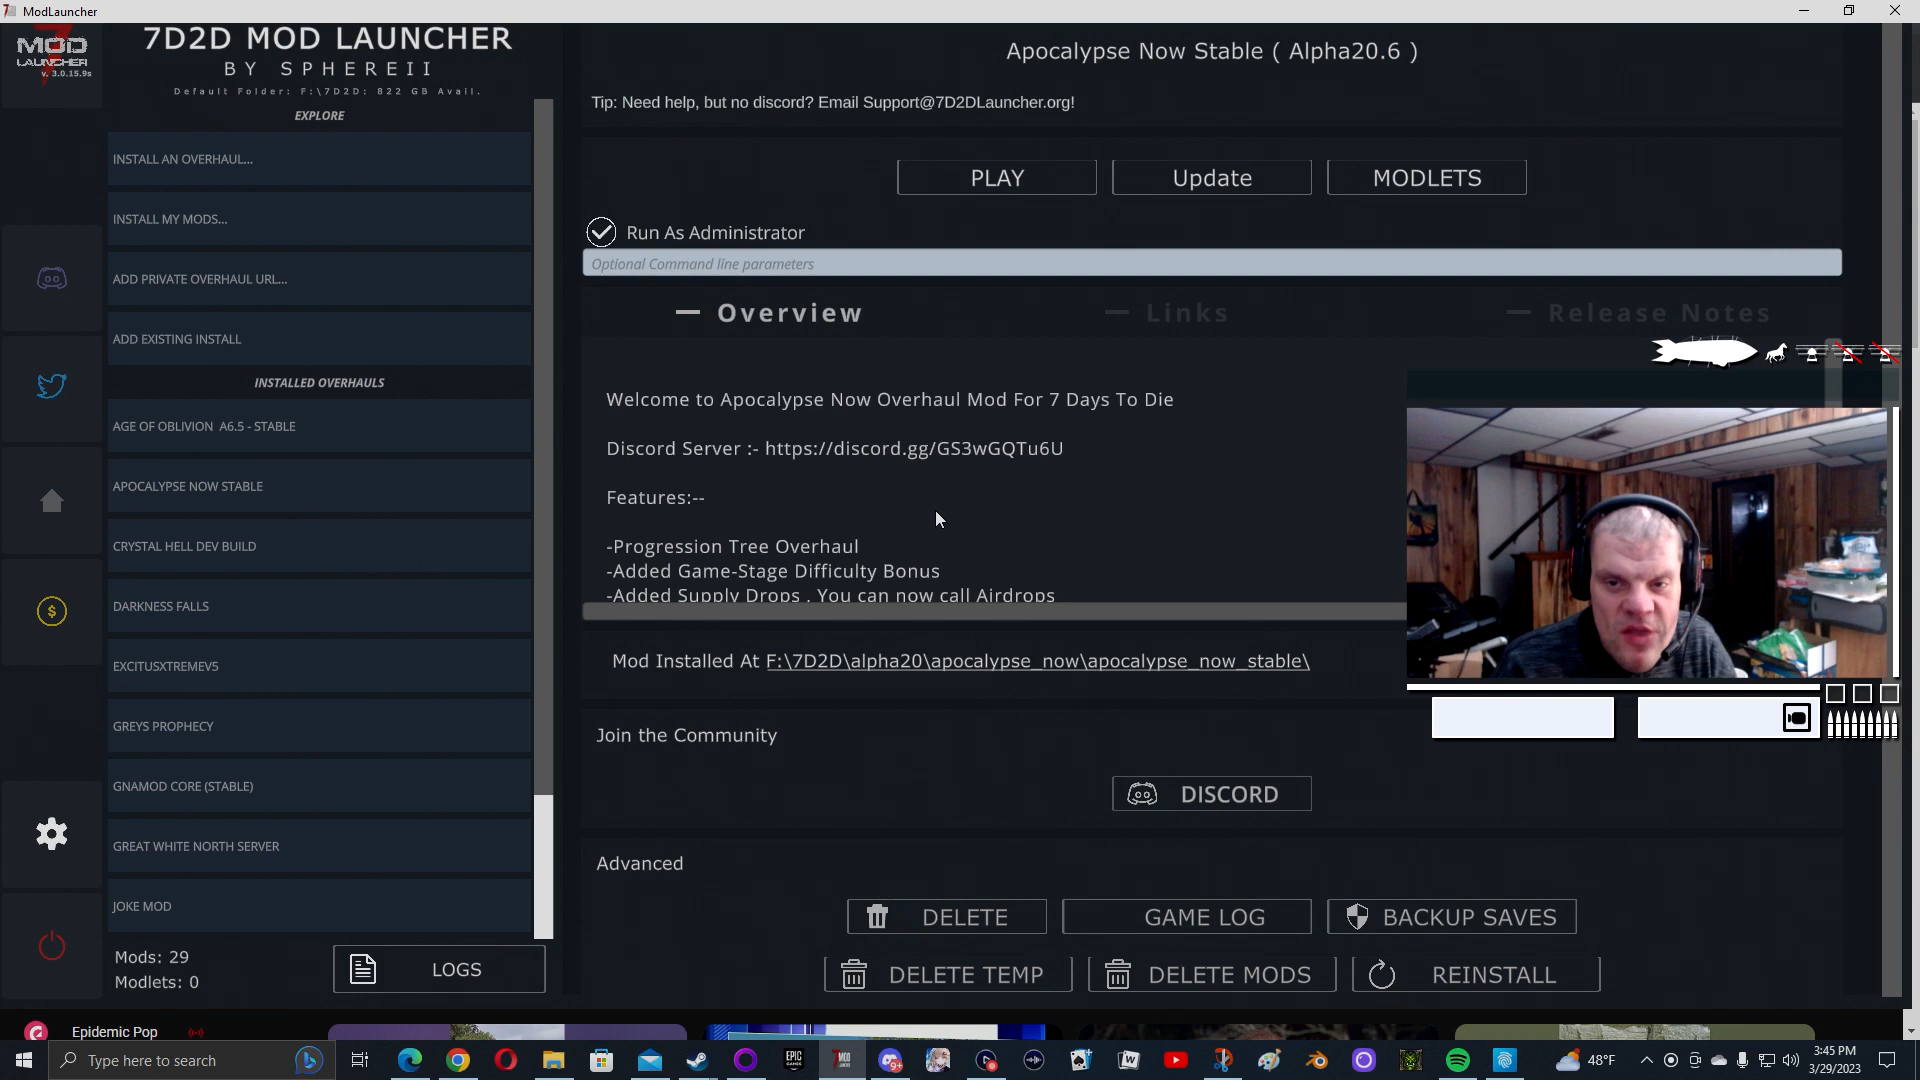 ModLauncher
MOD
LAUNCHER
v. 3.0.15.9s
7D2D MOD LAUNCHER
BY SPHEREII
Default Folder: F:\7D2D: 822 GB Avail.
EXPLORE
INSTALL AN OVERHAUL...
INSTALL MY MODS...
ADD PRIVATE OVERHAUL URL...
ADD EXISTING INSTALL
INSTALLED OVERHAULS
AGE OF OBLIVION A6.5 - STABLE
APOCALYPSE NOW STABLE
CRYSTAL HELL DEV BUILD
DARKNESS FALLS
EXCITUSXTREMEV5
GREYS PROPHECY
GNAMOD CORE (STABLE)
GREAT WHITE NORTH SERVER
JOKE MOD
Mods: 29
Modlets: 0
LOGS
Apocalypse Now Stable ( Alpha20.6 )
Tip: Need help, but no discord? Email Support@7D2DLauncher.org!
PLAY
Update
MODLETS
Run As Administrator
Optional Command line parameters
Overview
Links
Release Notes
Welcome to Apocalypse Now Overhaul Mod For 7 Days To Die
Discord Server :- https://discord.gg/GS3wGQTu6U
Features:--
-Progression Tree Overhaul
-Added Game-Stage Difficulty Bonus
-Added Supply Drops , You can now call Airdrops
Mod Installed At F:\7D2D\alpha20\apocalypse_now\apocalypse_now_stable\
Join the Community
DISCORD
Advanced
DELETE
GAME LOG
BACKUP SAVES
DELETE TEMP
DELETE MODS
REINSTALL
Epidemic Pop
Type here to search
EPIC
GAMES
MOD
9+
W
48°F
3:45 PM
3/29/2023